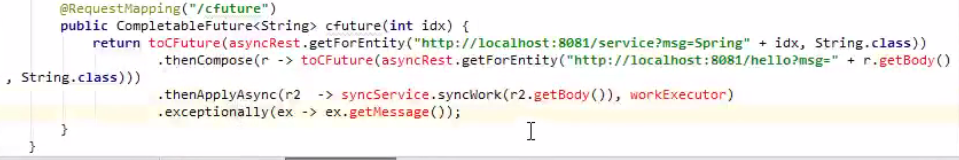 @RequestMapping("/cfuture")
public CompletableFuture<String> cfuture(int idx) {
return toCFuture(asyncRest.getForEntity("http://localhost:8081/service?msg=Spring" + idx, String.class))
.thenCompose(r -> toCFuture(asyncRest.getForEntity("http://localhost:8081/hello?msg=" + r.getBody()
, String.class)))
.thenApplyAsync(r2  -> syncService.syncWork(r2.getBody()), workExecutor)
.exceptionally(ex -> ex.getMessage());
}
}